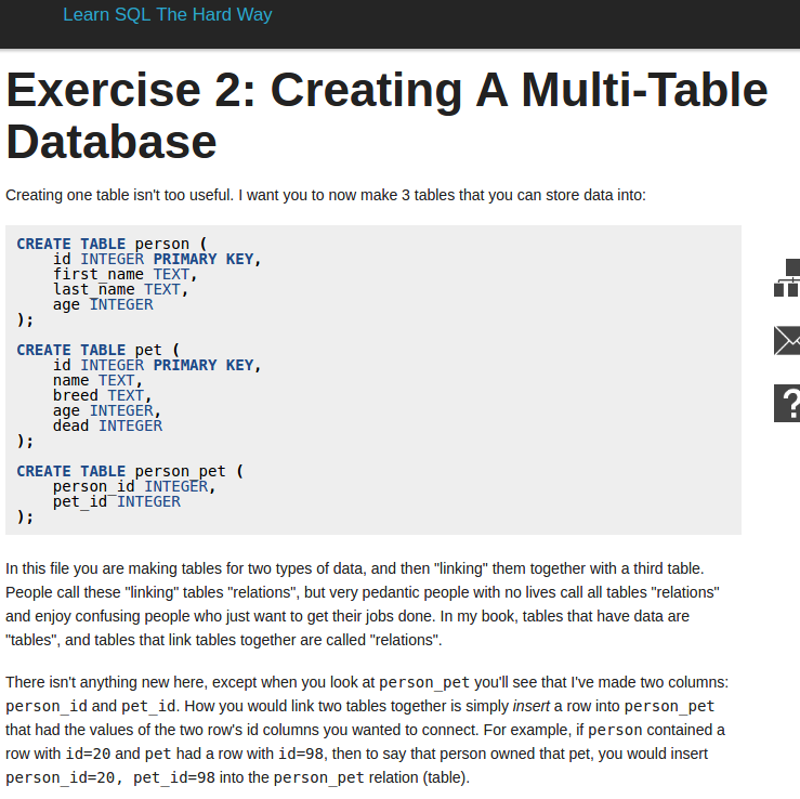 Learn SQL The Hard Way
Exercise 2: Creating A Multi-Table
Database
Creating one table isn't too useful. I want you to now make 3 tables that you can store data into:
CREATE TABLE person (
    id INTEGER PRIMARY KEY,
    first_name TEXT,
    last_name TEXT,
    age INTEGER
);
CREATE TABLE pet (
    id INTEGER PRIMARY KEY,
    name TEXT,
    breed TEXT,
    age INTEGER,
    dead INTEGER
);
CREATE TABLE person_pet (
    person_id INTEGER,
    pet_id INTEGER
);
In this file you are making tables for two types of data, and then "linking" them together with a third table.
People call these "linking" tables "relations", but very pedantic people with no lives call all tables "relations"
and enjoy confusing people who just want to get their jobs done. In my book, tables that have data are
"tables", and tables that link tables together are called "relations".
There isn't anything new here, except when you look at person_pet you'll see that I've made two columns:
person_id and pet_id. How you would link two tables together is simply insert a row into person_pet
that had the values of the two row's id columns you wanted to connect. For example, if person contained a
row with id=20 and pet had a row with id=98, then to say that person owned that pet, you would insert
person_id=20, pet_id=98 into the person_pet relation (table).
?